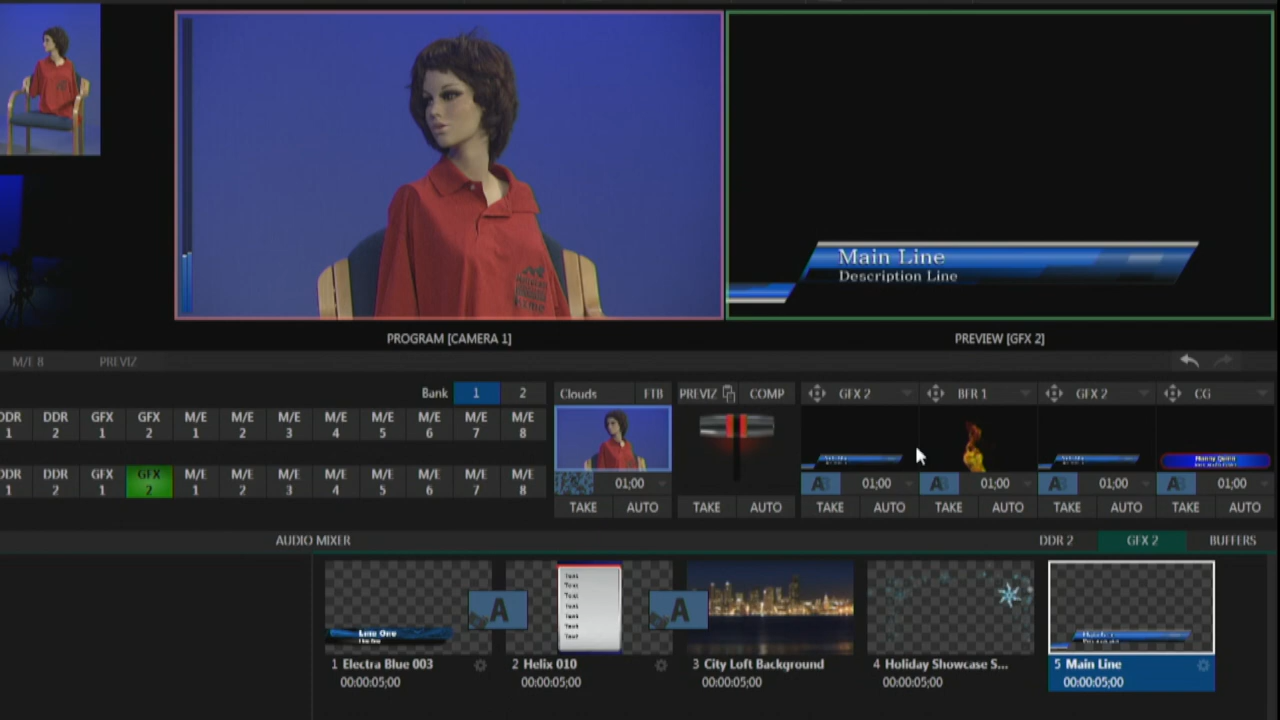 Main Line
Description Line
PROGRAM [CAMERA 1]
PREVIEW [GFX 2]
M/E 8
PREVIZ
Bank
1
2
Clouds
FTB
PREVIZ
COMP
GFX 2
BFR 1
GFX 2
CG
DDR 1
DDR 2
GFX 1
GFX 2
M/E 1
M/E 2
M/E 3
M/E 4
M/E 5
M/E 6
M/E 7
M/E 8
DDR 1
DDR 2
GFX 1
GFX 2
M/E 1
M/E 2
M/E 3
M/E 4
M/E 5
M/E 6
M/E 7
M/E 8
01;00
01;00
01;00
01;00
01;00
TAKE
AUTO
TAKE
AUTO
TAKE
AUTO
TAKE
AUTO
TAKE
AUTO
TAKE
AUTO
AUDIO MIXER
DDR 2
GFX 2
BUFFERS
A
A
1 Electra Blue 003
00:00:05;00
2 Helix 010
00:00:05;00
3 City Loft Background
00:00:05;00
4 Holiday Showcase S...
00:00:05;00
5 Main Line
00:00:05;00